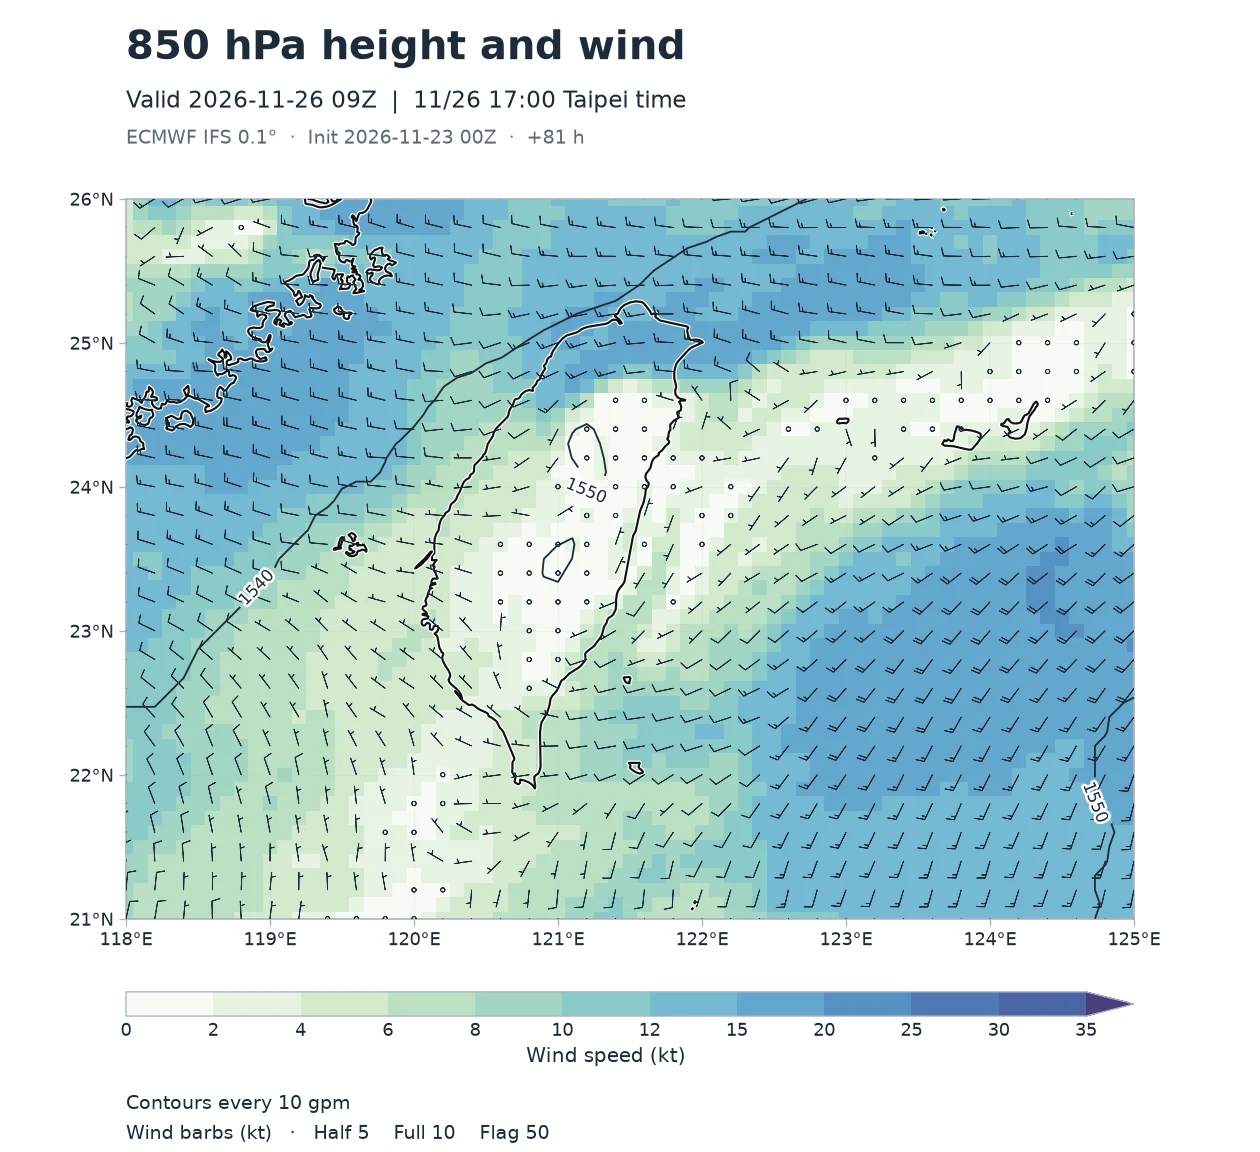 850 hPa height and wind
Valid 2026-11-26 09Z | 11/26 17:00 Taipei time
ECMWF IFS 0.1° · Init 2026-11-23 00Z · +81 h
26°N
25°N
24°N
23°N
22°N
21°N
1550
1540
1550
118°E 119°E 120°E 121°E 122°E 123°E 124°E 125°E
0 2 4 6 8 10 12 15 20 25 30 35
Wind speed (kt)
Contours every 10 gpm
Wind barbs (kt) · Half 5 Full 10 Flag 50